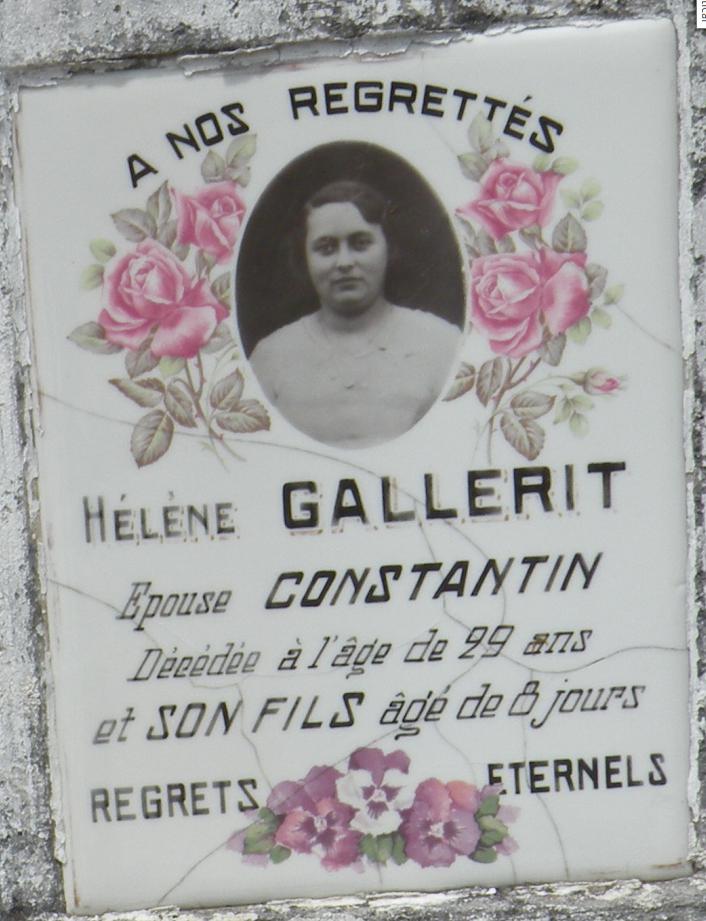 A NOS REGRETTÉS
HÉLÈNE GALLERIT
Epouse CONSTANTIN
Décédée à l'âge de 29 ans
et SON FILS âgé de 8 jours
REGRETS ETERNELS